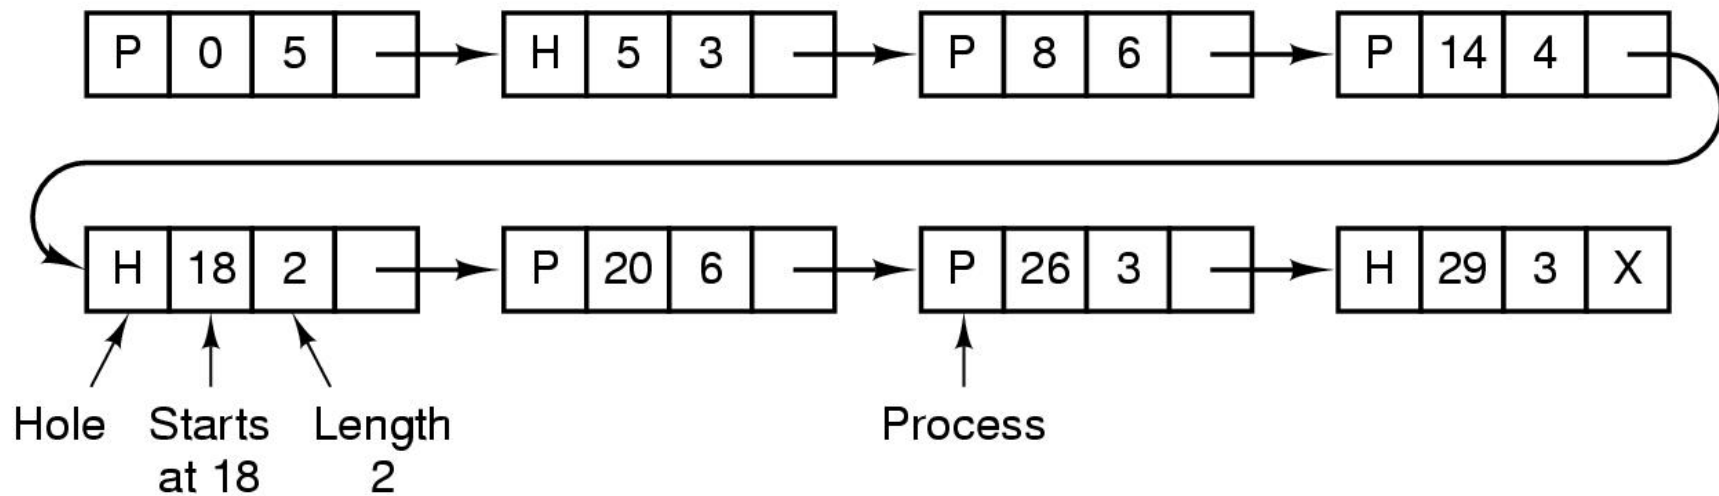 P 0 5 H 5 3 P 8 6 P 14 4
H 18 2 P 20 6 P 26 3 H 29 3 X
Hole Starts at 18 Length 2 Process